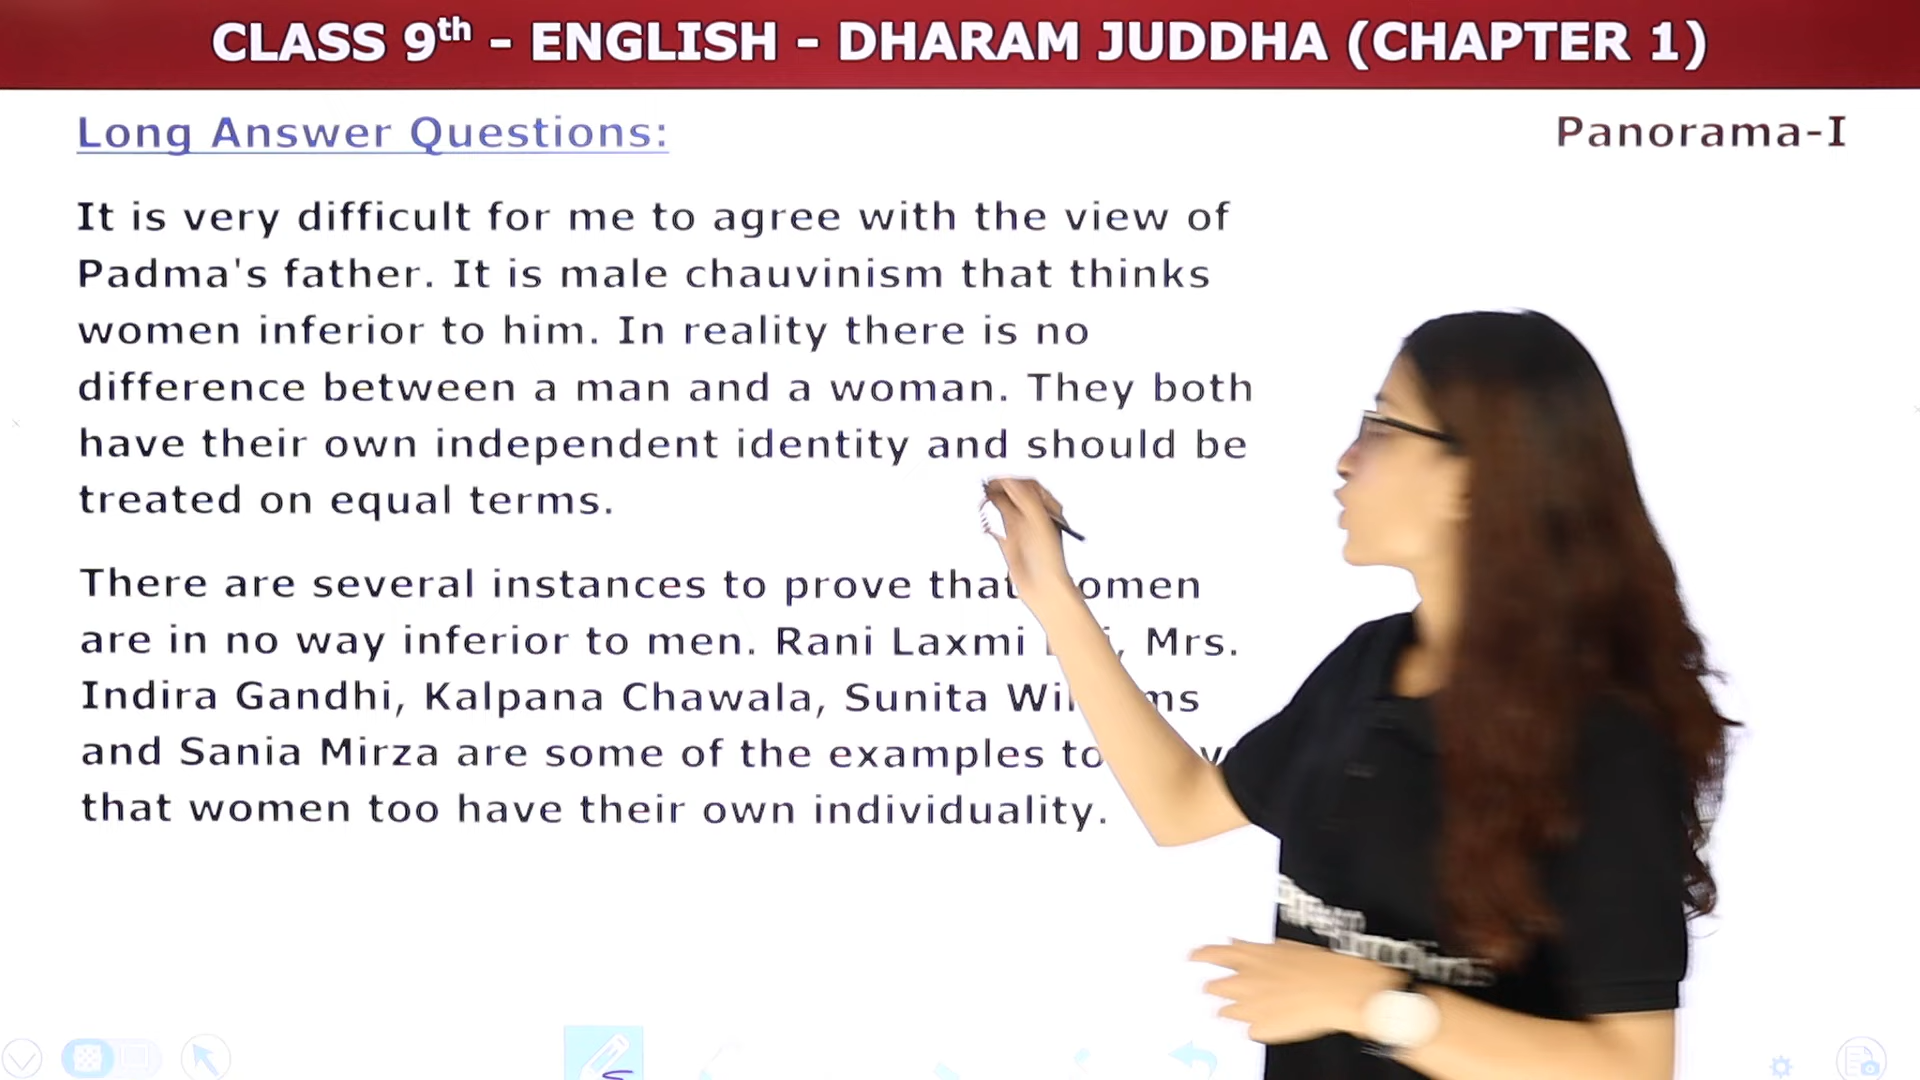 CLASS 9th - ENGLISH - DHARAM JUDDHA (CHAPTER 1)
Long Answer Questions:
Panorama-I
It is very difficult for me to agree with the view of
Padma's father. It is male chauvinism that thinks
women inferior to him. In reality there is no
difference between a man and a woman. They both
have their own independent identity and should be
treated on equal terms.
There are several instances to prove that women
are in no way inferior to men. Rani Laxmi Mrs.
Indira Gandhi, Kalpana Chawala, Sunita Williams
and Sania Mirza are some of the examples to
that women too have their own individuality.